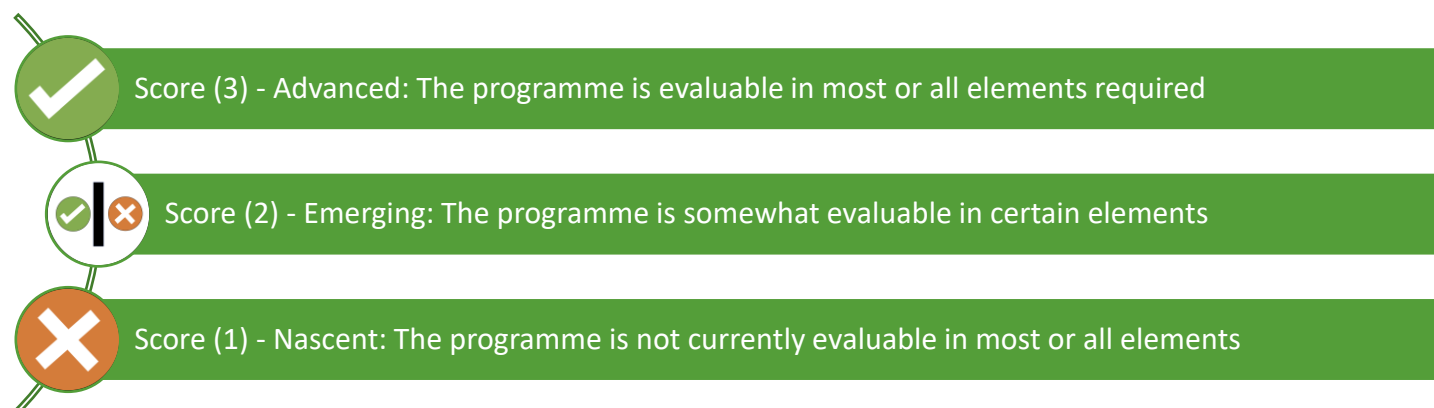 Score (3) - Advanced: The programme is evaluable in most or all elements required
Score (2) - Emerging: The programme is somewhat evaluable in certain elements
Score (1) - Nascent: The programme is not currently evaluable in most or all elements